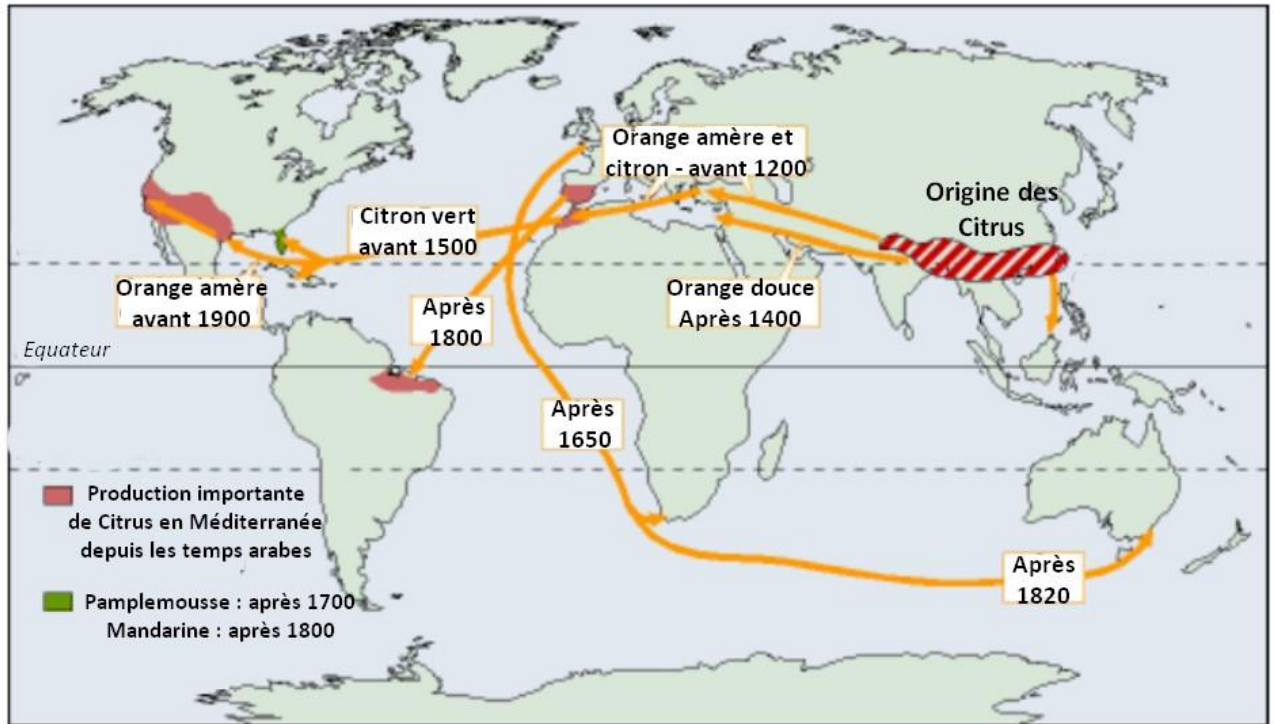 Orange amère et
citron - avant 1200
Origine des
Citrus
Citron vert
avant 1500
Orange amère
avant 1900
Après
1800
Orange douce
Après 1400
Equateur
0°
Après
1650
Production importante
de Citrus en Méditerranée
depuis les temps arabes
Après
1820
Pamplemousse : après 1700
Mandarine : après 1800